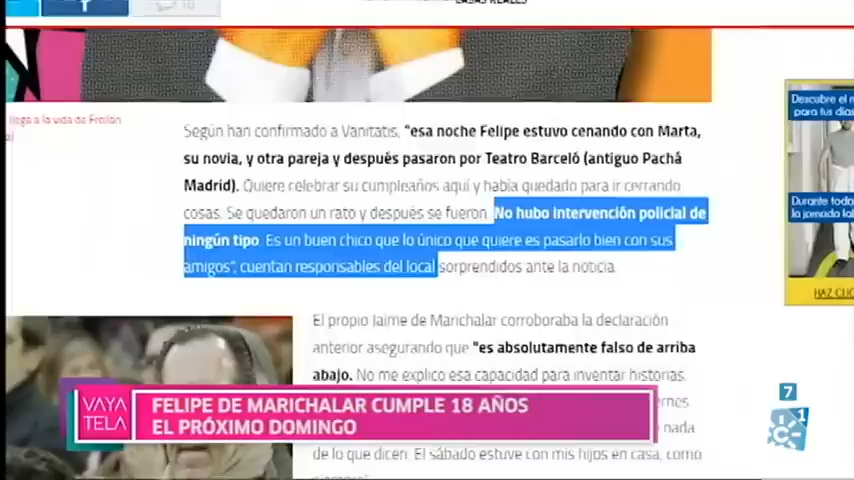 CASAS REALES
llega a la vida de Froilán
Según han confirmado a Vanitatis, "esa noche Felipe estuvo cenando con Marta,
su novia, y otra pareja y después pasaron por Teatro Barceló (antiguo Pachá
Madrid). Quiere celebrar su cumpleaños aquí y había quedado para ir cerrando
cosas. Se quedaron un rato y después se fueron. No hubo intervención policial de
ningún tipo. Es un buen chico que lo único que quiere es pasarlo bien con sus
amigos", cuentan responsables del local sorprendidos ante la noticia.
El propio Jaime de Marichalar corroboraba la declaración
anterior asegurando que "es absolutamente falso de arriba
abajo. No me explico esa capacidad para inventar historias.
nada
de lo que dicen. El sábado estuve con mis hijos en casa, como
Descubre el
para tus días
Durante todo
la jornada
HAZ CLIC
VAYA
TELA
FELIPE DE MARICHALAR CUMPLE 18 AÑOS
EL PRÓXIMO DOMINGO
7
1